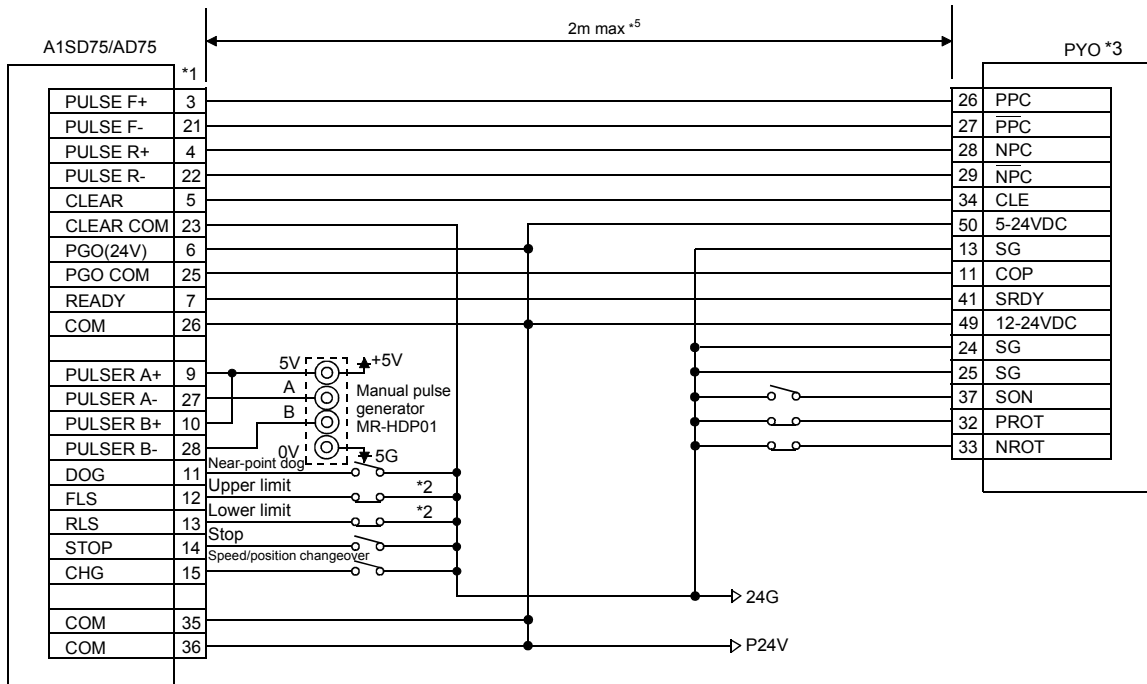 2m max *5
A1SD75/AD75
PYO *3
*1
PULSE F+ 3
26 PPC
PULSE F- 21
27 P̅P̅C̅
PULSE R+ 4
28 NPC
PULSE R- 22
29 N̅P̅C̅
CLEAR 5
34 CLE
CLEAR COM 23
50 5-24VDC
PGO(24V) 6
13 SG
PGO COM 25
11 COP
READY 7
41 SRDY
COM 26
49 12-24VDC
24 SG
PULSER A+ 9
5V
+5V
25 SG
PULSER A- 27
A
37 SON
PULSER B+ 10
B
32 PROT
PULSER B- 28
0V
5G
33 NROT
Manual pulse
generator
MR-HDP01
DOG 11
Near-point dog
FLS 12
Upper limit
*2
RLS 13
Lower limit
*2
STOP 14
Stop
CHG 15
Speed/position changeover
24G
COM 35
COM 36
P24V